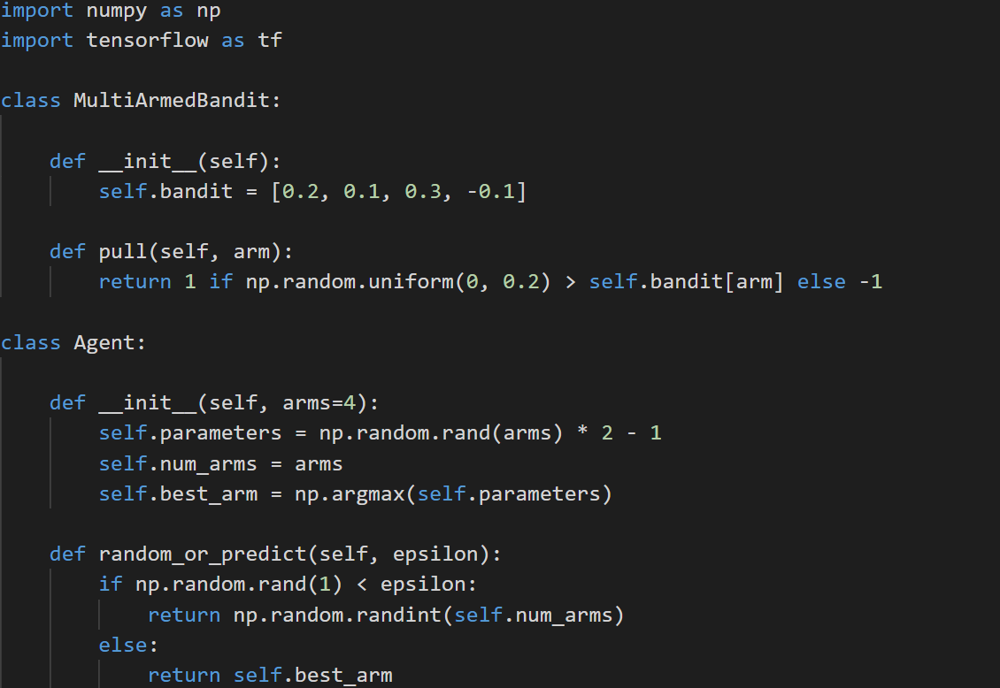 import numpy as np
import tensorflow as tf
class MultiArmedBandit:
def __init__(self):
self.bandit = [0.2, 0.1, 0.3, -0.1]
def pull(self, arm):
return 1 if np.random.uniform(0, 0.2) > self.bandit[arm] else -1
class Agent:
def __init__(self, arms=4):
self.parameters = np.random.rand(arms) * 2 - 1
self.num_arms = arms
self.best_arm = np.argmax(self.parameters)
def random_or_predict(self, epsilon):
if np.random.rand(1) < epsilon:
return np.random.randint(self.num_arms)
else:
return self.best_arm